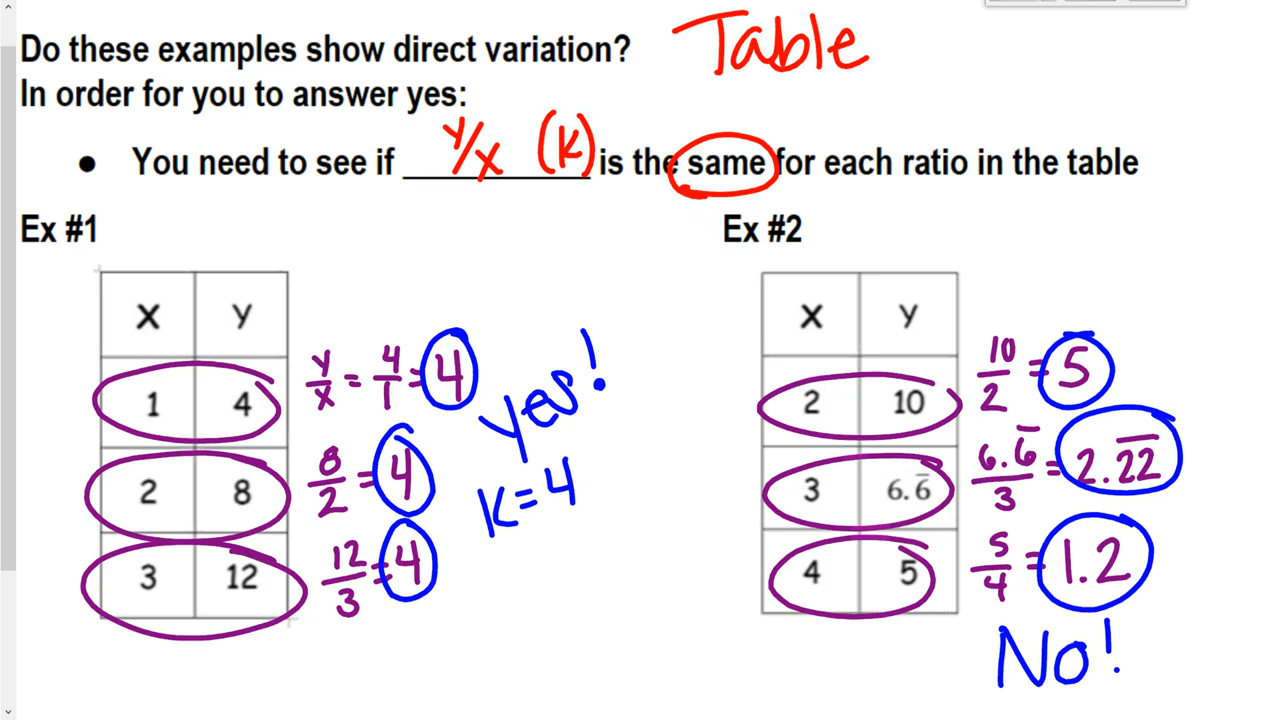 Do these examples show direct variation? Table
In order for you to answer yes:
● You need to see if y/x (K) is the same for each ratio in the table
Ex #1
X Y
1 4
2 8
3 12
y/x = 4/1 = 4
8/2 = 4
12/3 = 4
Yes!
K=4
Ex #2
X Y
2 10
3 6.6̅
4 5
10/2 = 5
6.6̅/3 = 2.2̅2̅
5/4 = 1.2
No!